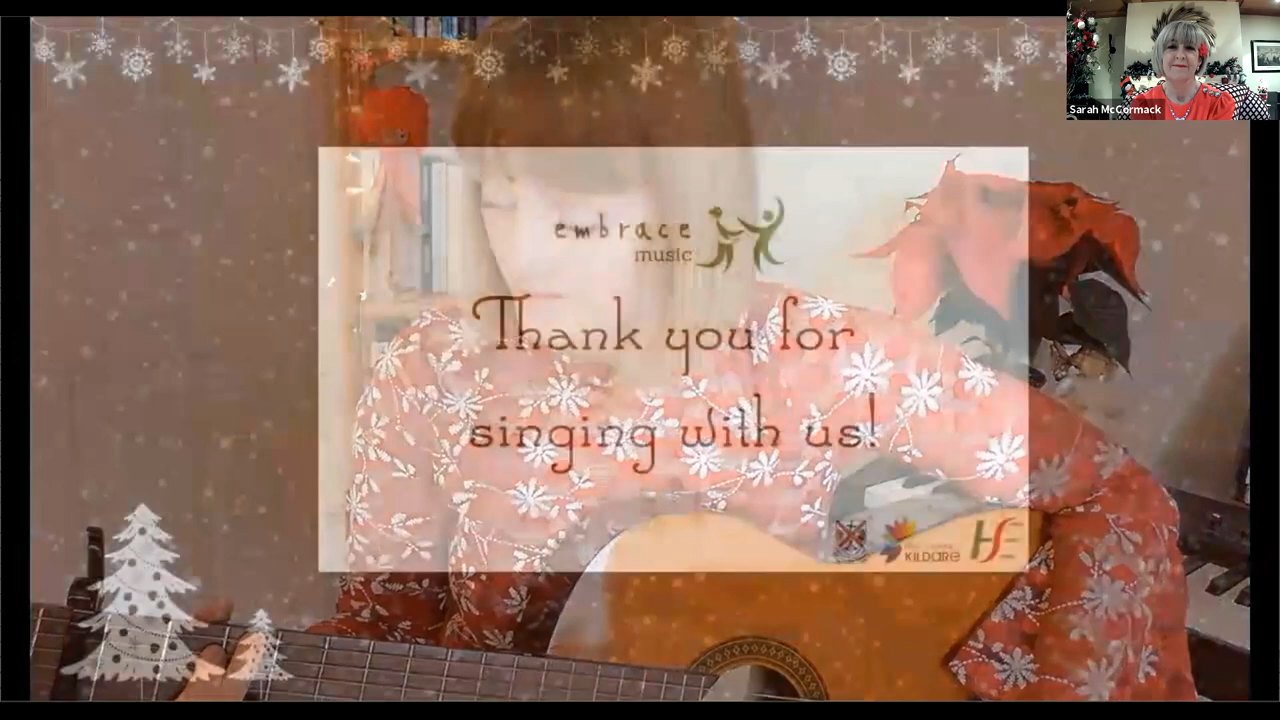 Sarah McCormack
embrace
music
Thank you for
singing with us!
KILDARE
HSE